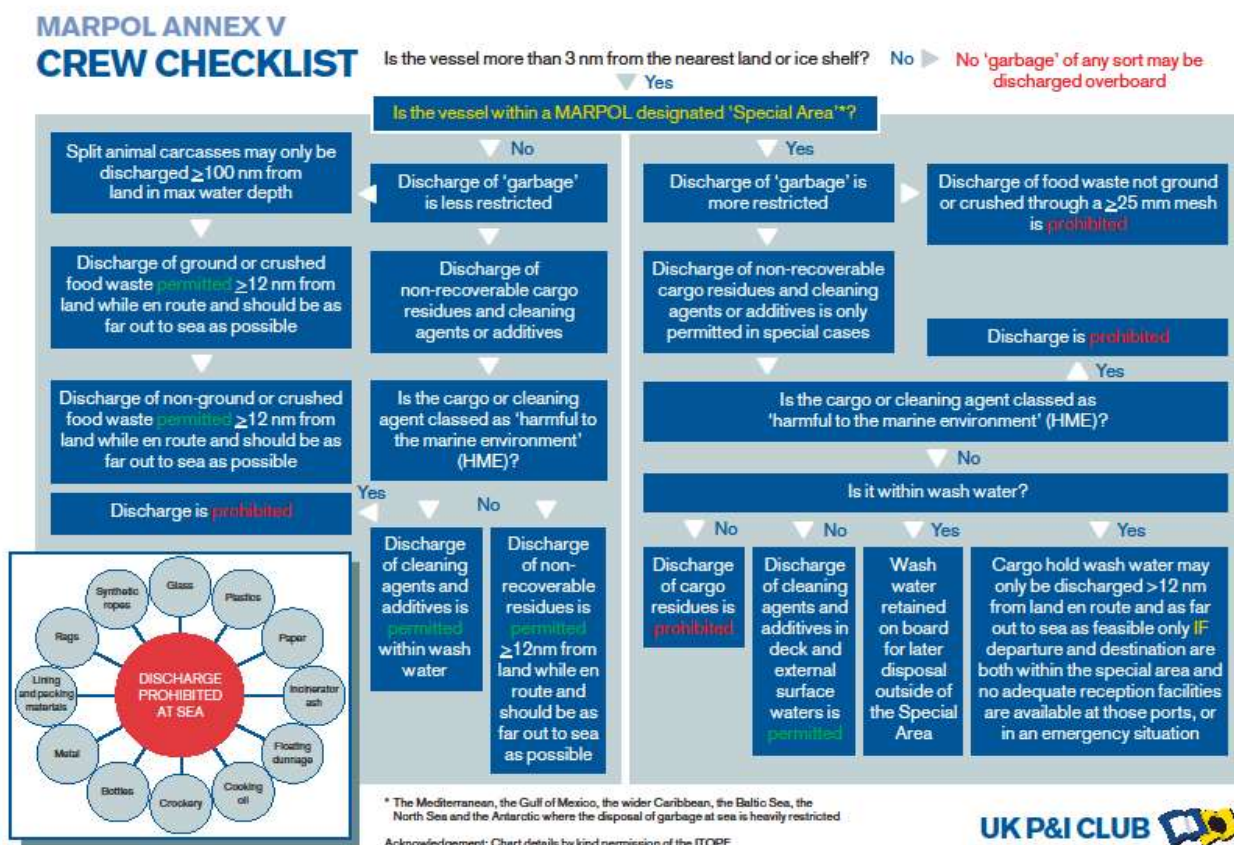 MARPOL ANNEX V
CREW CHECKLIST
Is the vessel more than 3 nm from the nearest land or ice shelf?
No
No 'garbage' of any sort may be
discharged overboard
Yes
Is the vessel within a MARPOL designated 'Special Area'*?
No
Yes
Split animal carcasses may only be
discharged ≥100 nm from
land in max water depth
Discharge of 'garbage'
is less restricted
Discharge of 'garbage' is
more restricted
Discharge of food waste not ground
or crushed through a ≥25 mm mesh
is prohibited
Discharge of ground or crushed
food waste permitted ≥12 nm from
land while en route and should be as
far out to sea as possible
Discharge of
non-recoverable cargo
residues and cleaning
agents or additives
Discharge of non-recoverable
cargo residues and cleaning
agents or additives is only
permitted in special cases
Discharge is prohibited
Yes
Discharge of non-ground or crushed
food waste permitted ≥12 nm from
land while en route and should be as
far out to sea as possible
Is the cargo or cleaning
agent classed as 'harmful to
the marine environment'
(HME)?
Is the cargo or cleaning agent classed as
'harmful to the marine environment' (HME)?
No
Is it within wash water?
Discharge is prohibited
Yes
No
Discharge
of cleaning
agents and
additives is
permitted
within wash
water
Discharge
of non-
recoverable
residues is
permitted
≥12nm from
land while en
route and
should be as
far out to sea
as possible
No
No
Yes
Yes
Discharge
of cargo
residues is
prohibited
Discharge
of cleaning
agents and
additives in
deck and
external
surface
waters is
permitted
Wash
water
retained
on board
for later
disposal
outside of
the Special
Area
Cargo hold wash water may
only be discharged >12 nm
from land en route and as far
out to sea as feasible only IF
departure and destination are
both within the special area and
no adequate reception facilities
are available at those ports, or
in an emergency situation
DISCHARGE
PROHIBITED
AT SEA
Glass
Plastics
Paper
Incinerator
ash
Floating
dunnage
Cooking
oil
Crockery
Bottles
Metal
Lining
and packing
materials
Rags
Synthetic
ropes
* The Mediterranean, the Gulf of Mexico, the wider Caribbean, the Baltic Sea, the
North Sea and the Antarctic where the disposal of garbage at sea is heavily restricted
Acknowledgement: Chart details by kind permission of the ITOPF
UK P&I CLUB